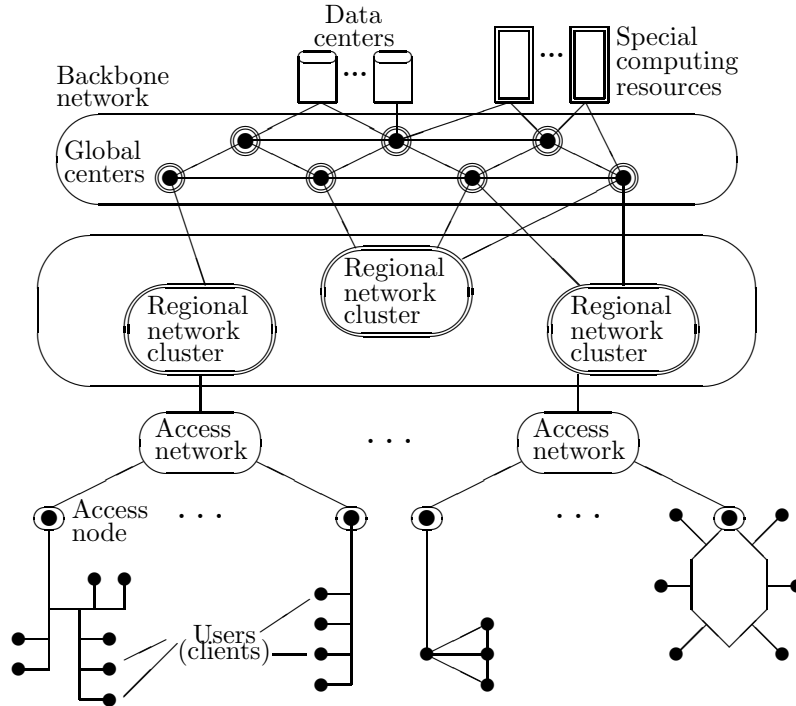 Data
centers
...
...
Special
computing
resources
Backbone
network
Global
centers
Regional
network
cluster
Regional
network
cluster
Regional
network
cluster
Access
network
. . .
Access
network
Access
node
. . .
. . .
Users
(clients)